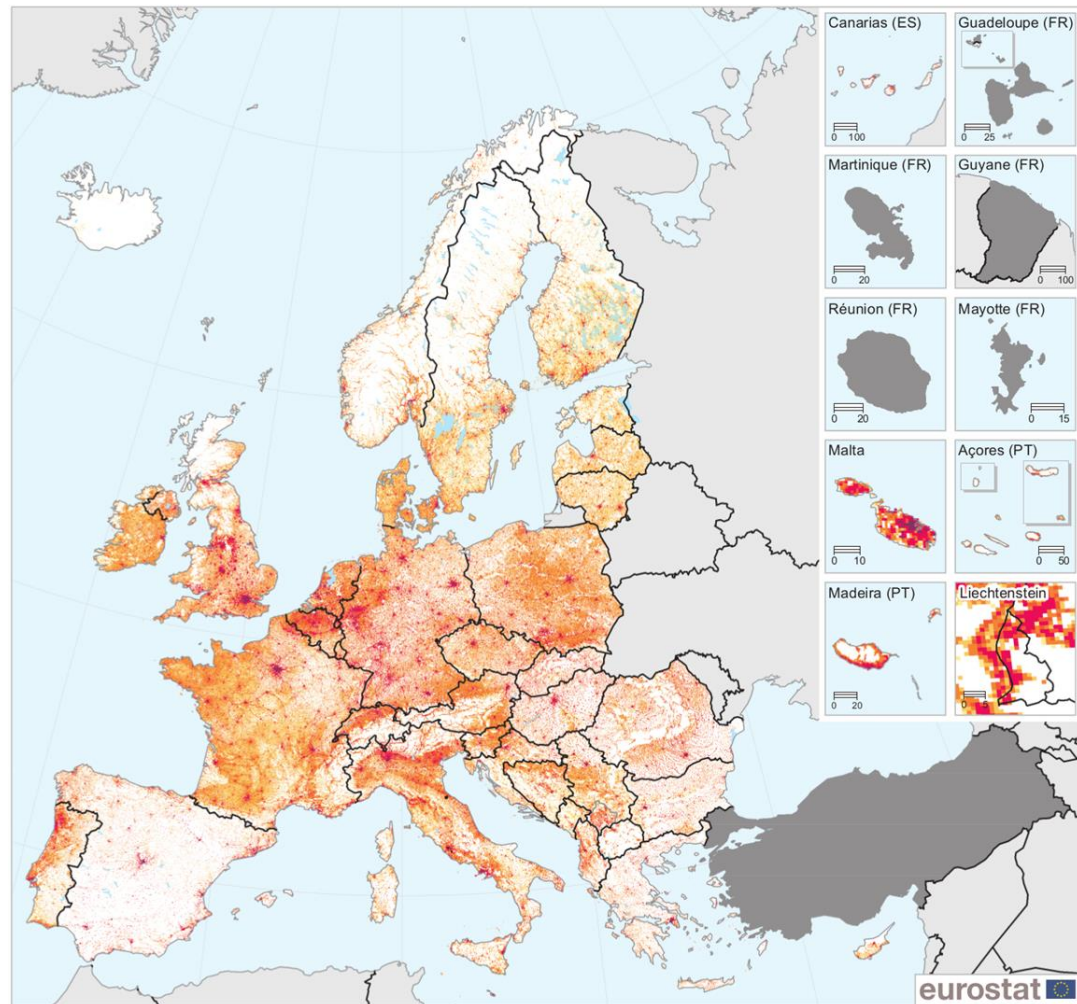 Canarias (ES)
0 100
Guadeloupe (FR)
0 25
Martinique (FR)
0 20
Guyane (FR)
0 100
Réunion (FR)
0 20
Mayotte (FR)
0 15
Malta
0 10
Açores (PT)
0 50
Madeira (PT)
0 20
Liechtenstein
0 5
eurostat